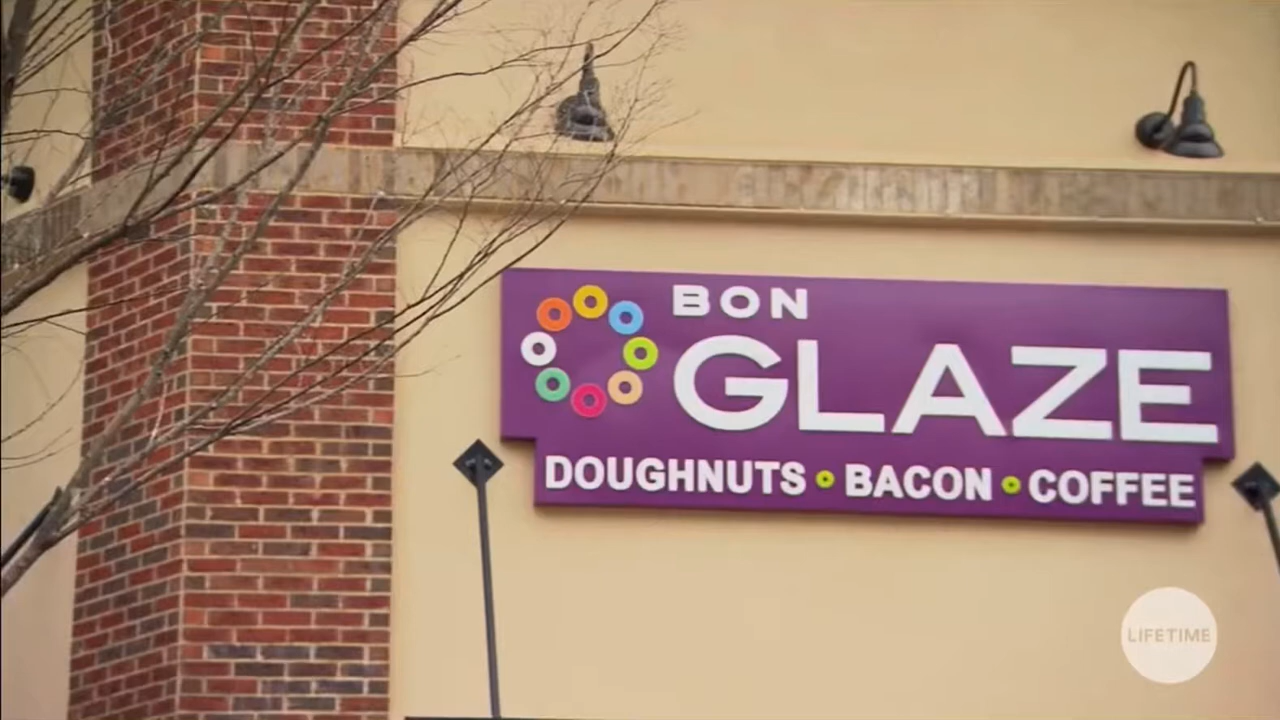 BON
GLAZE
DOUGHNUTS • BACON • COFFEE
LIFETIME